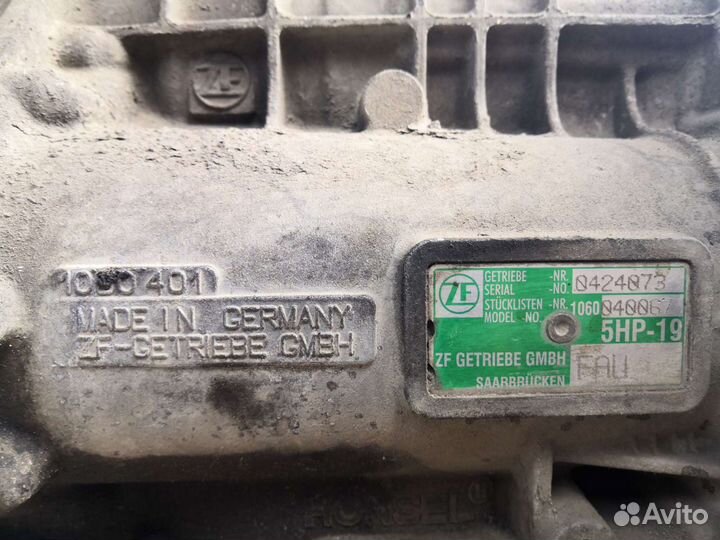 ZF
1060 401
MADE IN GERMANY
ZF-GETRIEBE GMBH
ZF
GETRIEBE -NR.
SERIAL -NO.
0424073
STÜCKLISTEN -NR.
MODEL -NO.
1060
5HP-19
ZF GETRIEBE GMBH
SAARBRÜCKEN
FAU
Avito